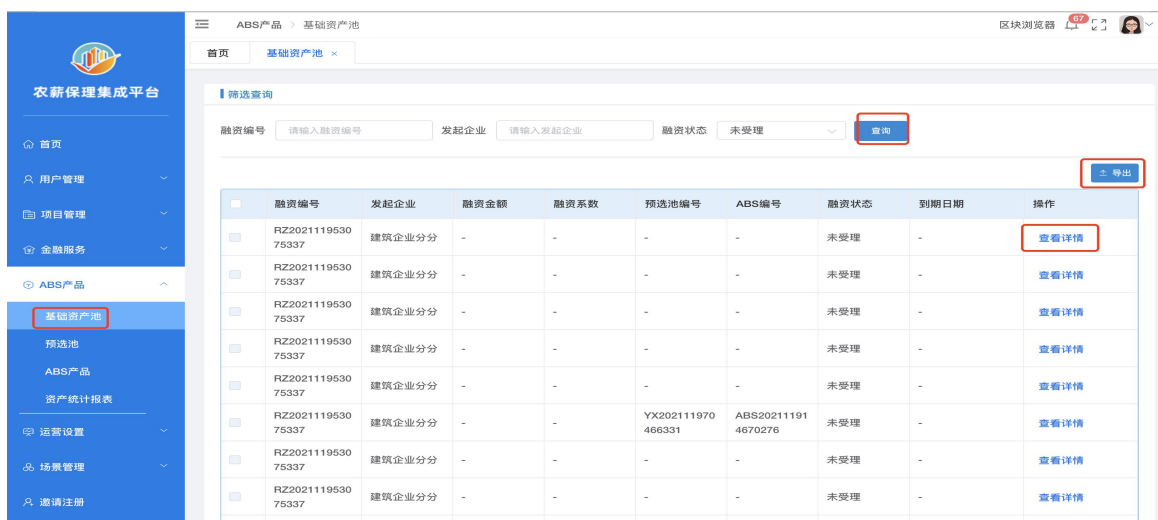 ABS产品 > 基础资产池
区块浏览器 67
首页 基础资产池 ×
农薪保理集成平台
首页
用户管理
项目管理
金融服务
ABS产品
基础资产池
预选池
ABS产品
资产统计报表
运营设置
场景管理
邀请注册
筛选查询
融资编号 请输入融资编号 发起企业 请输入发起企业 融资状态 未受理 查询
导出
融资编号 发起企业 融资金额 融资系数 预选池编号 ABS编号 融资状态 到期日期 操作
RZ2021119530
75337 建筑企业分分 - - - - 未受理 - 查看详情
RZ2021119530
75337 建筑企业分分 - - - - 未受理 - 查看详情
RZ2021119530
75337 建筑企业分分 - - - - 未受理 - 查看详情
RZ2021119530
75337 建筑企业分分 - - - - 未受理 - 查看详情
RZ2021119530
75337 建筑企业分分 - - - - 未受理 - 查看详情
RZ2021119530 YX202111970 ABS20211191
75337 建筑企业分分 - - 466331 4670276 未受理 - 查看详情
RZ2021119530
75337 建筑企业分分 - - - - 未受理 - 查看详情
RZ2021119530
75337 建筑企业分分 - - - - 未受理 - 查看详情